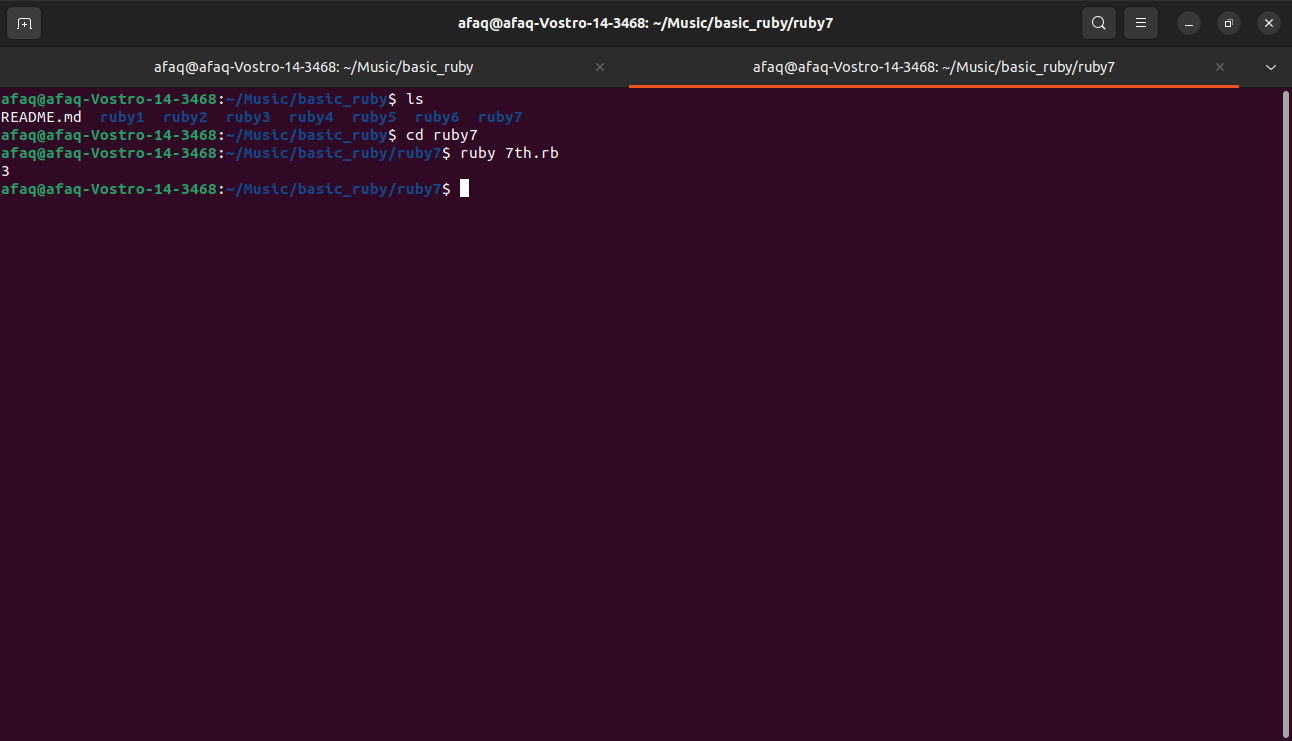 afaq@afaq-Vostro-14-3468: ~/Music/basic_ruby/ruby7
afaq@afaq-Vostro-14-3468: ~/Music/basic_ruby
afaq@afaq-Vostro-14-3468: ~/Music/basic_ruby/ruby7
afaq@afaq-Vostro-14-3468:~/Music/basic_ruby$ ls
README.md  ruby1  ruby2  ruby3  ruby4  ruby5  ruby6  ruby7
afaq@afaq-Vostro-14-3468:~/Music/basic_ruby$ cd ruby7
afaq@afaq-Vostro-14-3468:~/Music/basic_ruby/ruby7$ ruby 7th.rb
3
afaq@afaq-Vostro-14-3468:~/Music/basic_ruby/ruby7$